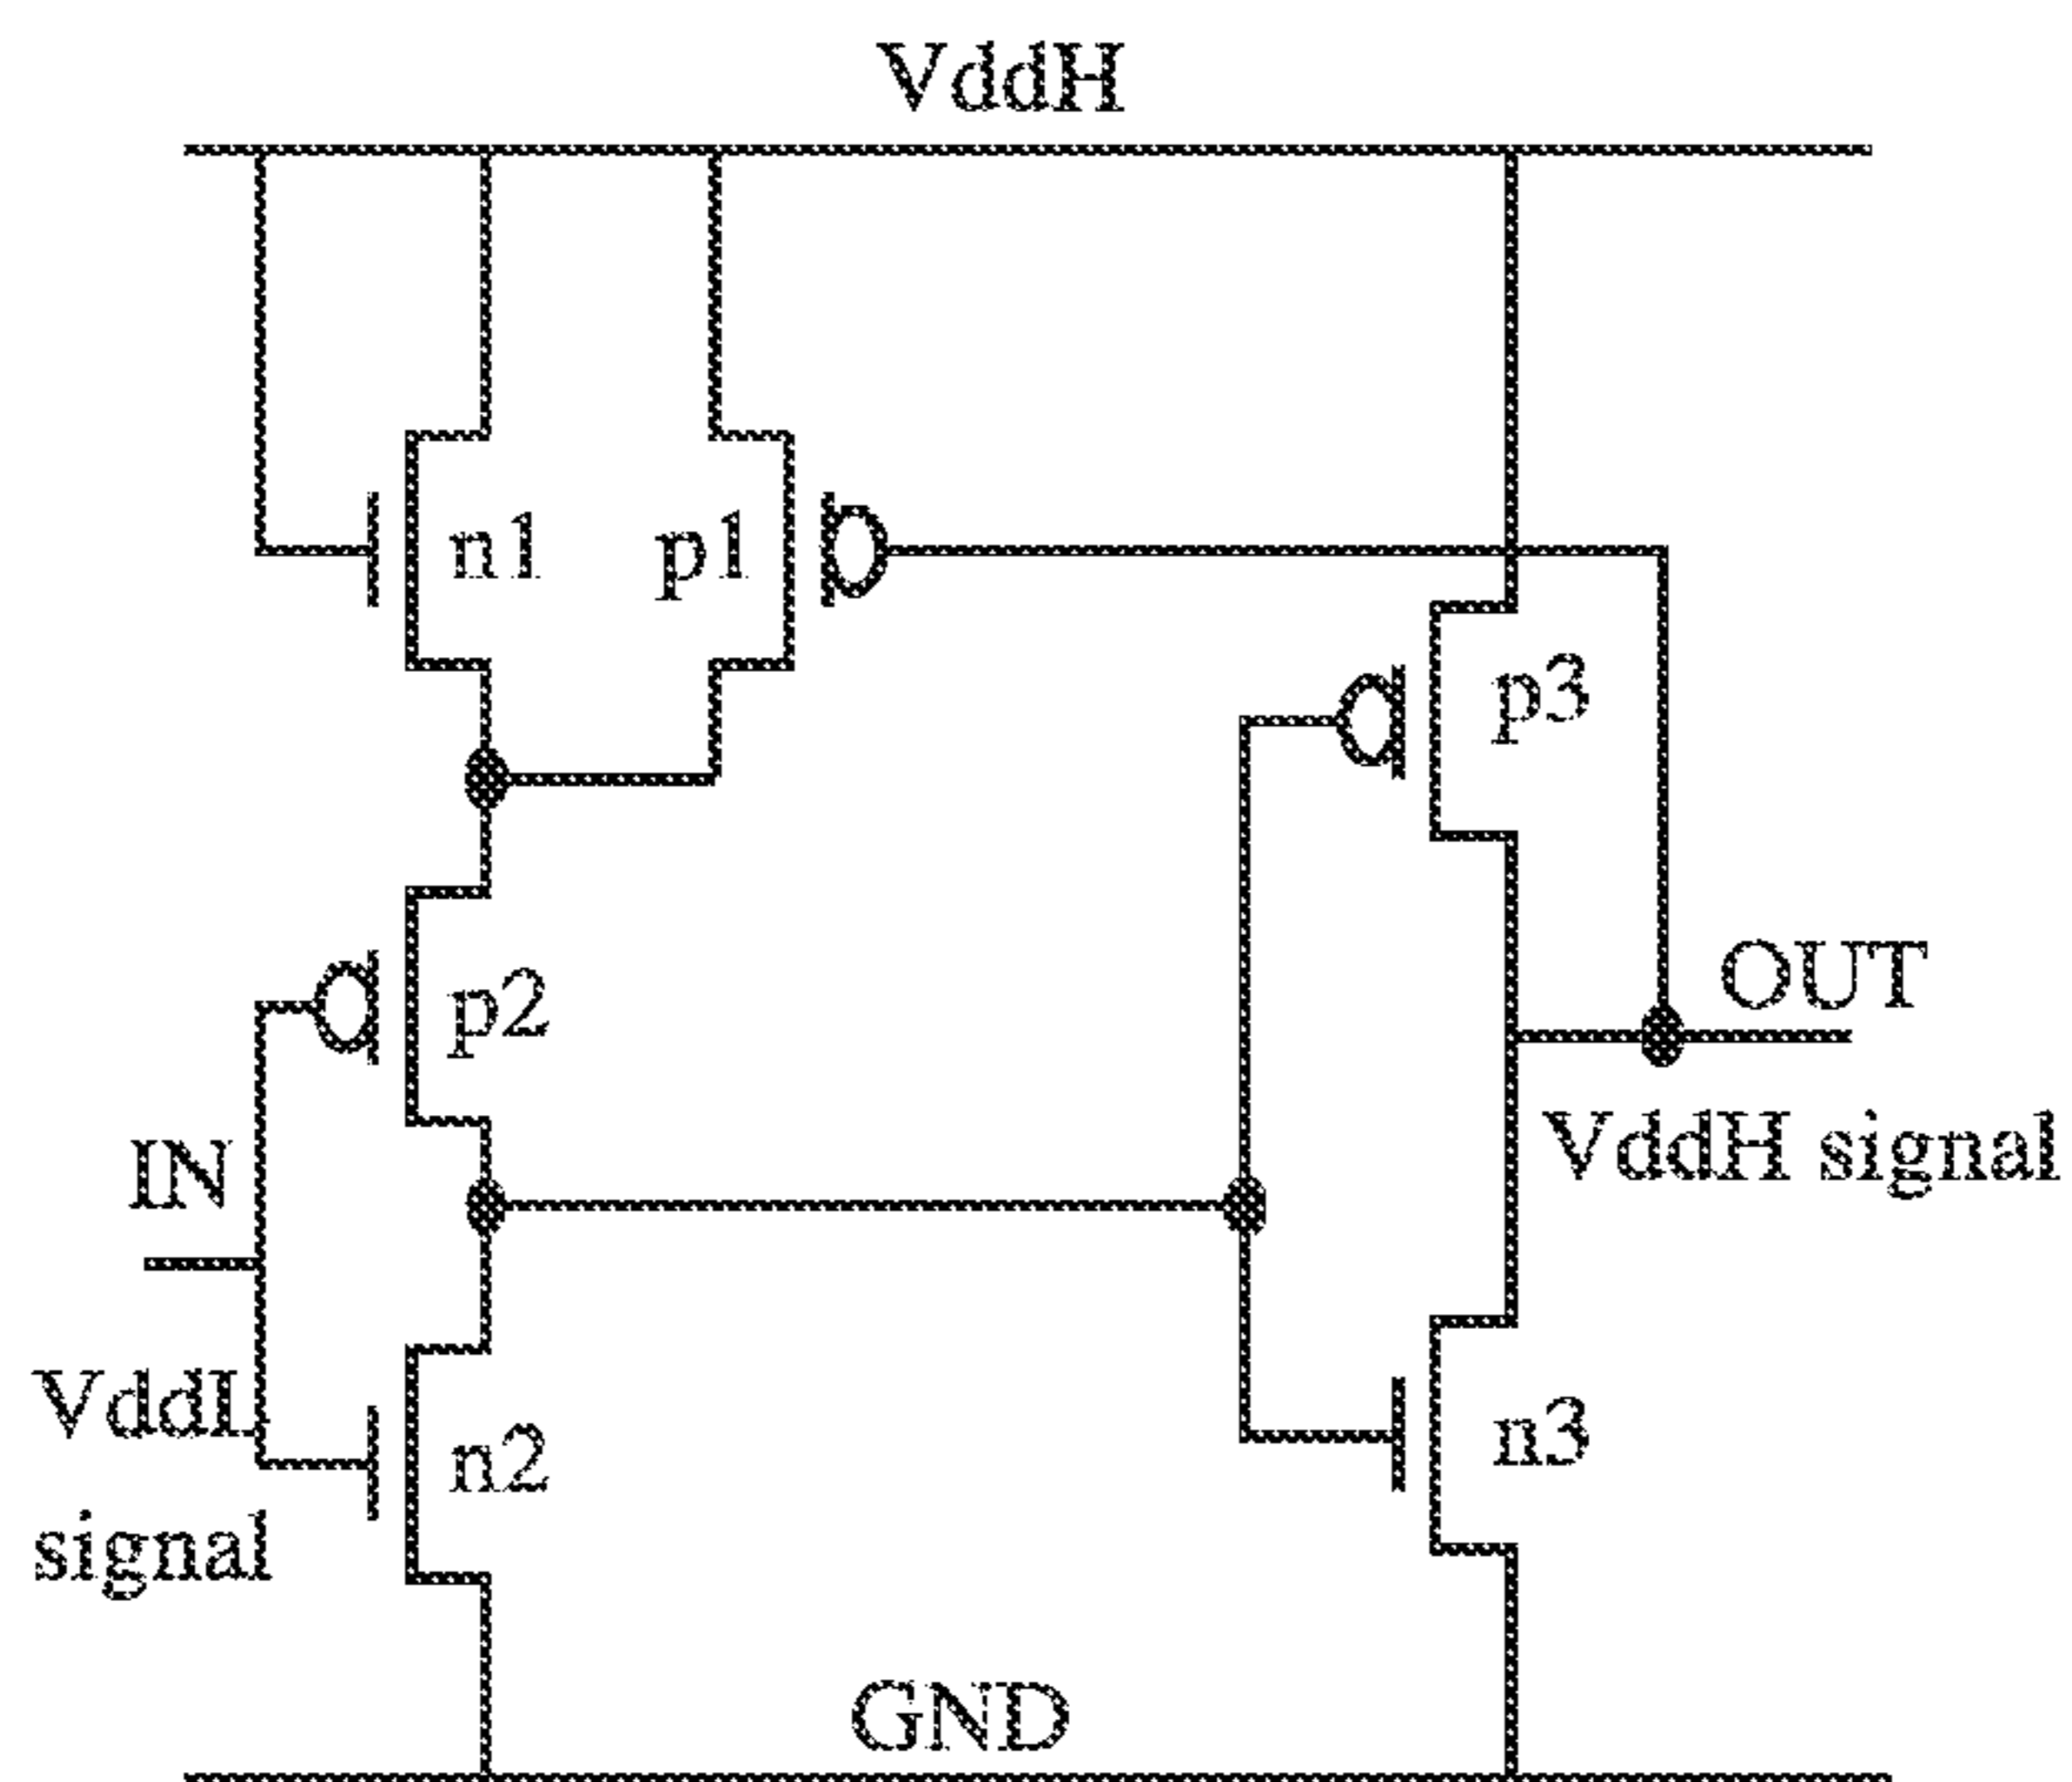 VddH
n1
p1
p3
p2
OUT
IN
VddH signal
VddL
signal
n2
n3
GND